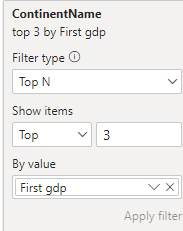 ContinentName
top 3 by First gdp
Filter type
Top N
Show items
Top 3
By value
First gdp
Apply filter